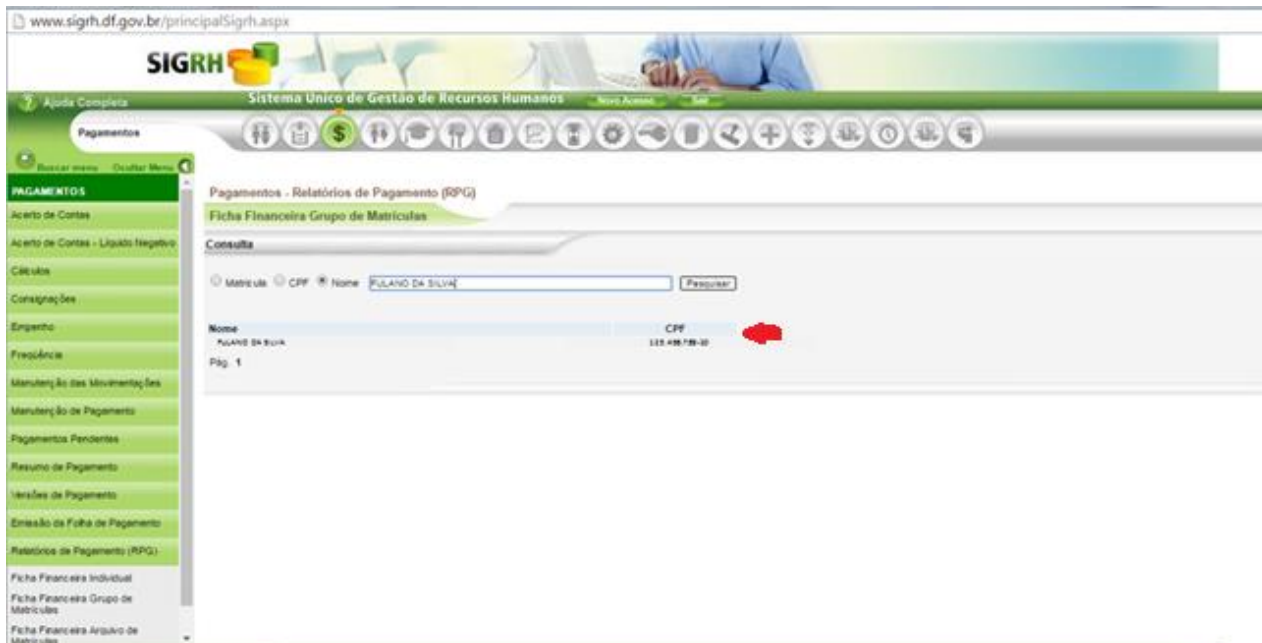 www.sigrh.df.gov.br/principalSigrh.aspx
SIGRH
Ajuda Completa
Sistema Único de Gestão de Recursos Humanos
Novo Acesso
Sair
Pagamentos
Buscar menu
Ocultar Menu
PAGAMENTOS
Acerto de Contas
Acerto de Contas - Líquido Negativo
Cálculos
Consignações
Empenho
Freqüência
Manutenção das Movimentações
Manutenção de Pagamento
Pagamentos Pendentes
Resumo de Pagamento
Versões de Pagamento
Emissão da Folha de Pagamento
Relatórios de Pagamento (RPG)
Ficha Financeira Individual
Ficha Financeira Grupo de
Matrículas
Ficha Financeira Arquivo de
Matrículas
Pagamentos - Relatórios de Pagamento (RPG)
Ficha Financeira Grupo de Matrículas
Consulta
Matrícula CPF Nome FULANO DA SILVA Pesquisar
Nome CPF
FULANO DA SILVA
Pág. 1